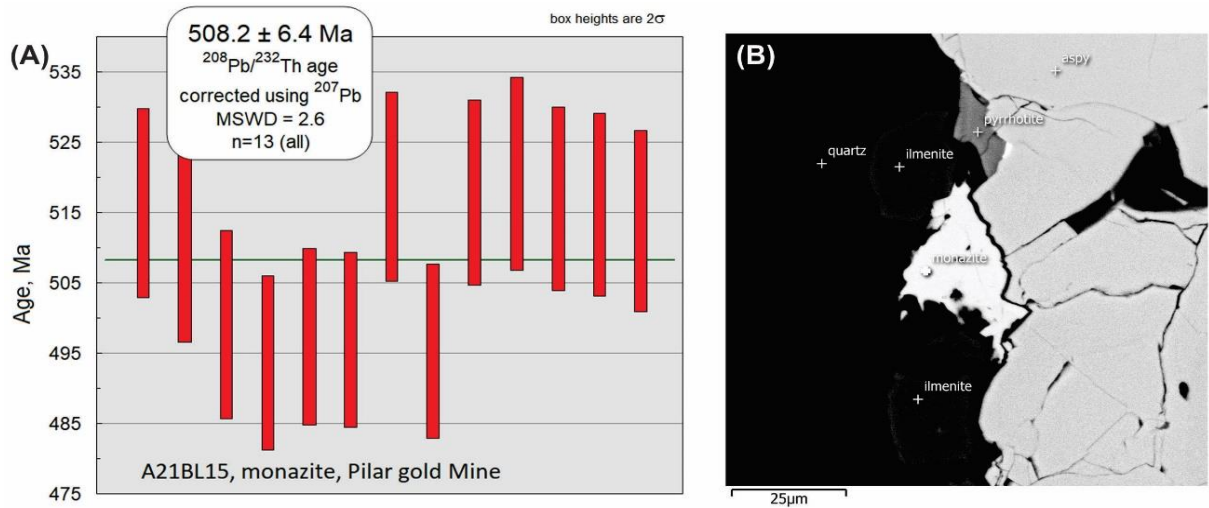 box heights are 2σ
(A)
508.2 ± 6.4 Ma
208Pb/232Th age
corrected using 207Pb
MSWD = 2.6
n=13 (all)
Age, Ma
535
525
515
505
495
485
475
A21BL15, monazite, Pilar gold Mine
(B)
aspy
pyrrhotite
quartz
ilmenite
monazite
ilmenite
25µm